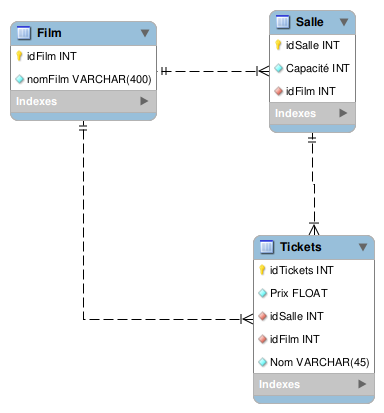 Film
idFilm INT
nomFilm VARCHAR(400)
Indexes
Salle
idSalle INT
Capacité INT
idFilm INT
Indexes
Tickets
idTickets INT
Prix FLOAT
idSalle INT
idFilm INT
Nom VARCHAR(45)
Indexes